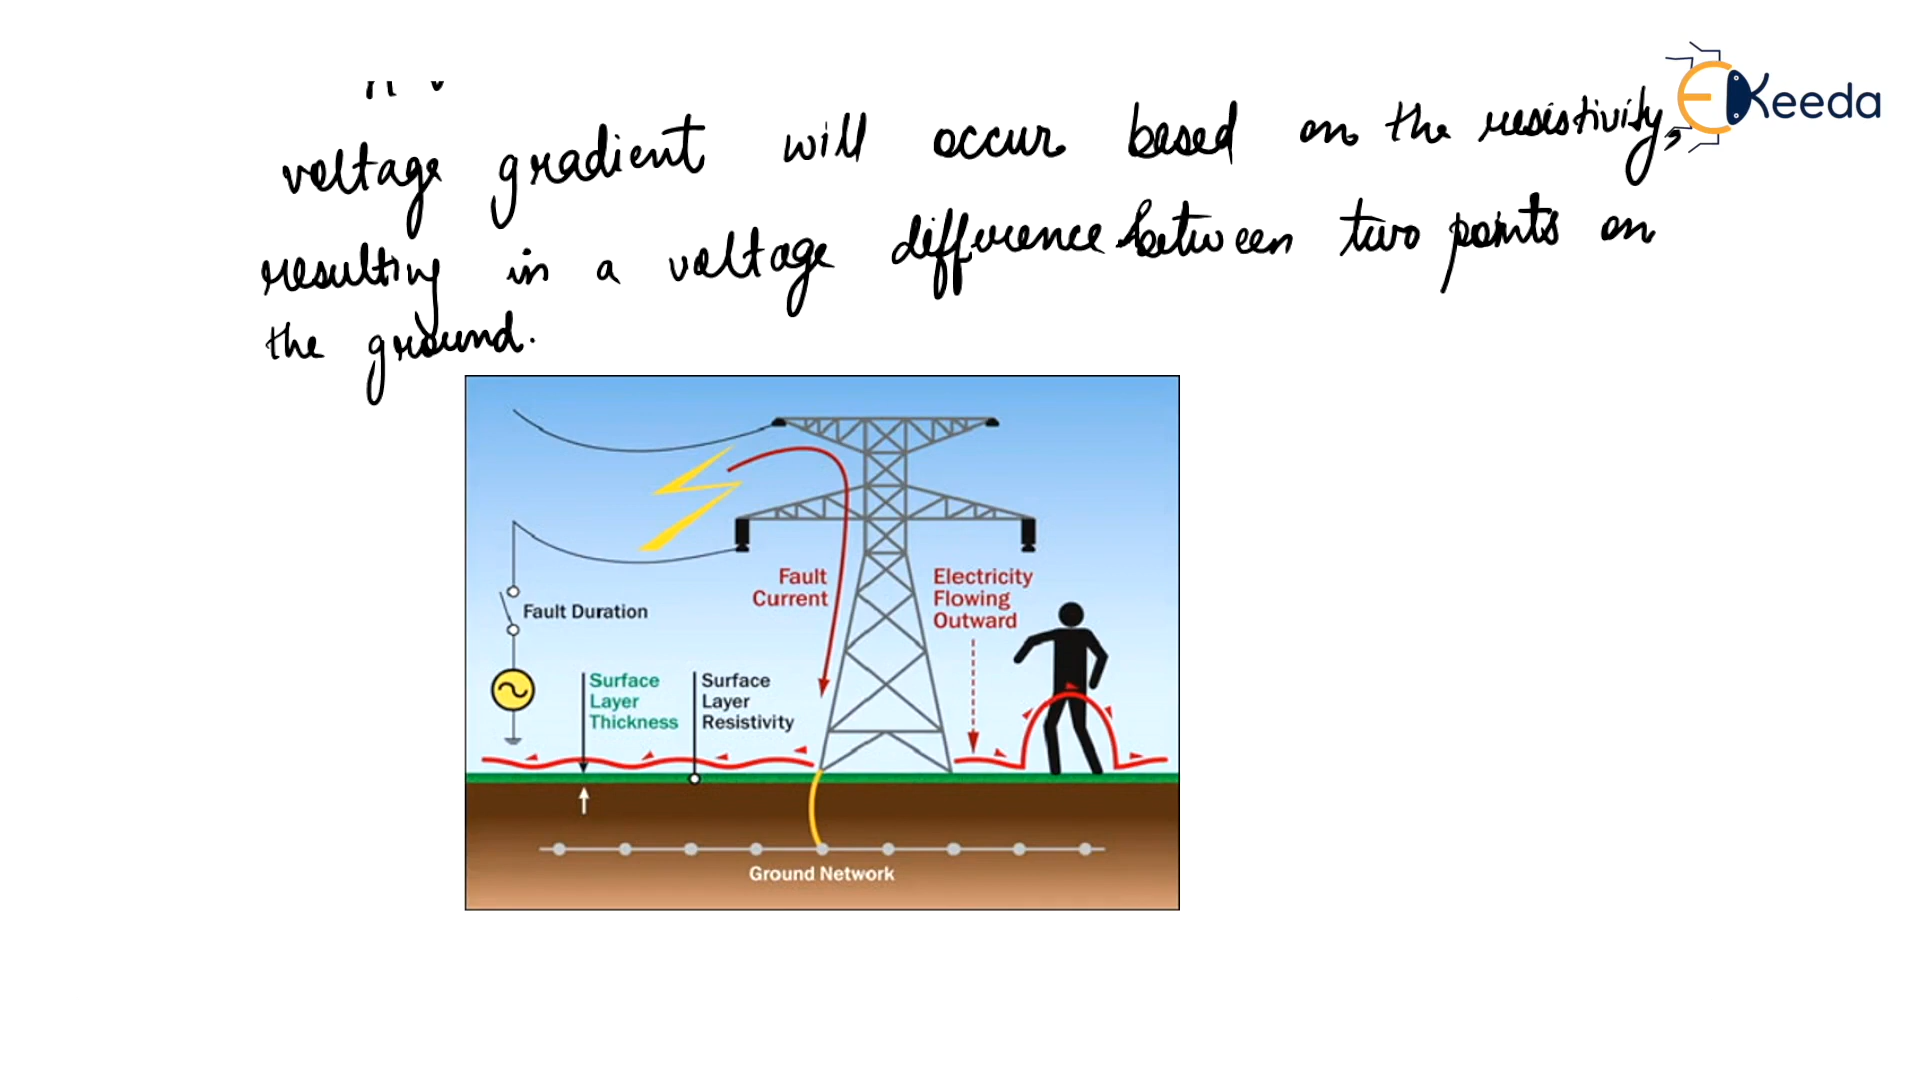 EKeeda
voltage gradient will occur based on the resistivity,
resulting in a voltage difference between two points on
the ground.
Fault
Current
Electricity
Flowing
Outward
Fault Duration
Surface
Layer
Thickness
Surface
Layer
Resistivity
Ground Network